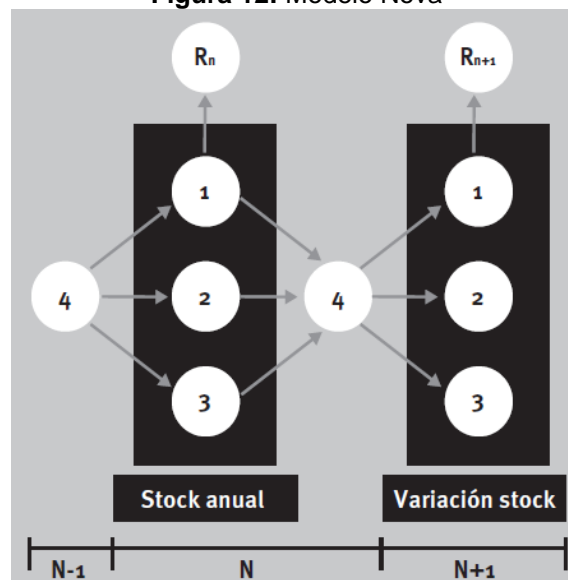 Figura 12. Modelo Nova
Rn Rn+1
1 1
4 2 4 2
3 3
Stock anual Variación stock
N-1 N N+1